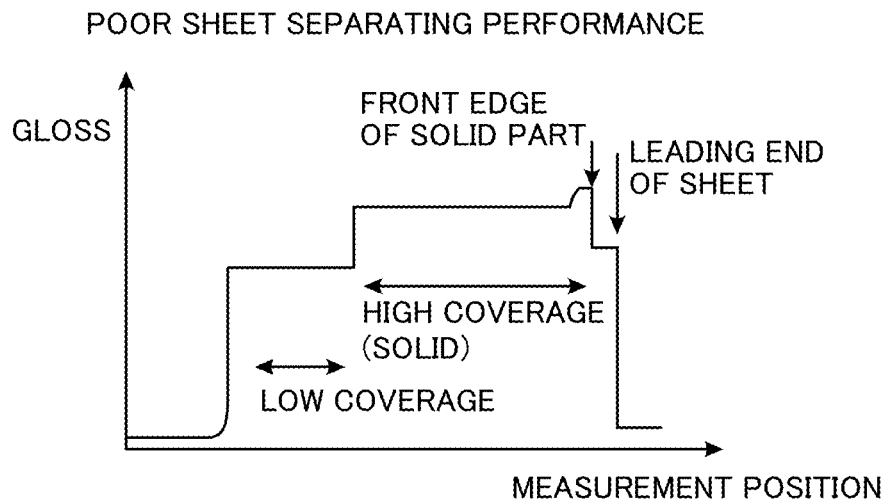 POOR SHEET SEPARATING PERFORMANCE
GLOSS
FRONT EDGE
OF SOLID PART
LEADING END
OF SHEET
HIGH COVERAGE
(SOLID)
LOW COVERAGE
MEASUREMENT POSITION